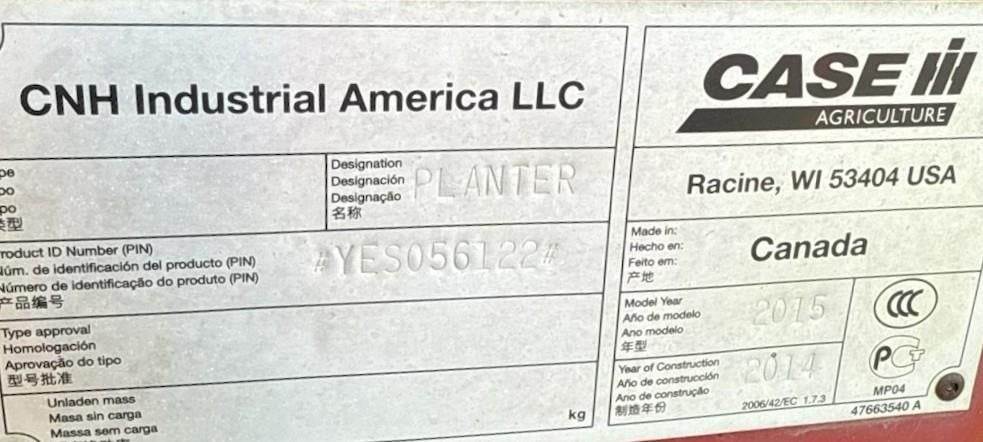 CNH Industrial America LLC
CASE IH
AGRICULTURE
Designation
Designación
Designação
名称
PLANTER
Racine, WI 53404 USA
Product ID Number (PIN)
Núm. de identificación del producto (PIN)
Número de identificação do produto (PIN)
产品编号
#YES056122#
Made in:
Hecho en:
Feito em:
产地
Canada
Type approval
Homologación
Aprovação do tipo
型号批准
Model Year
Año de modelo
Ano modelo
年型
2015
CCC
Year of Construction
Año de construcción
Ano de construção
制造年份
2014
2006/42/EC 1.7.3
MP04
47663540 A
Unladen mass
Masa sin carga
Massa sem carga
kg